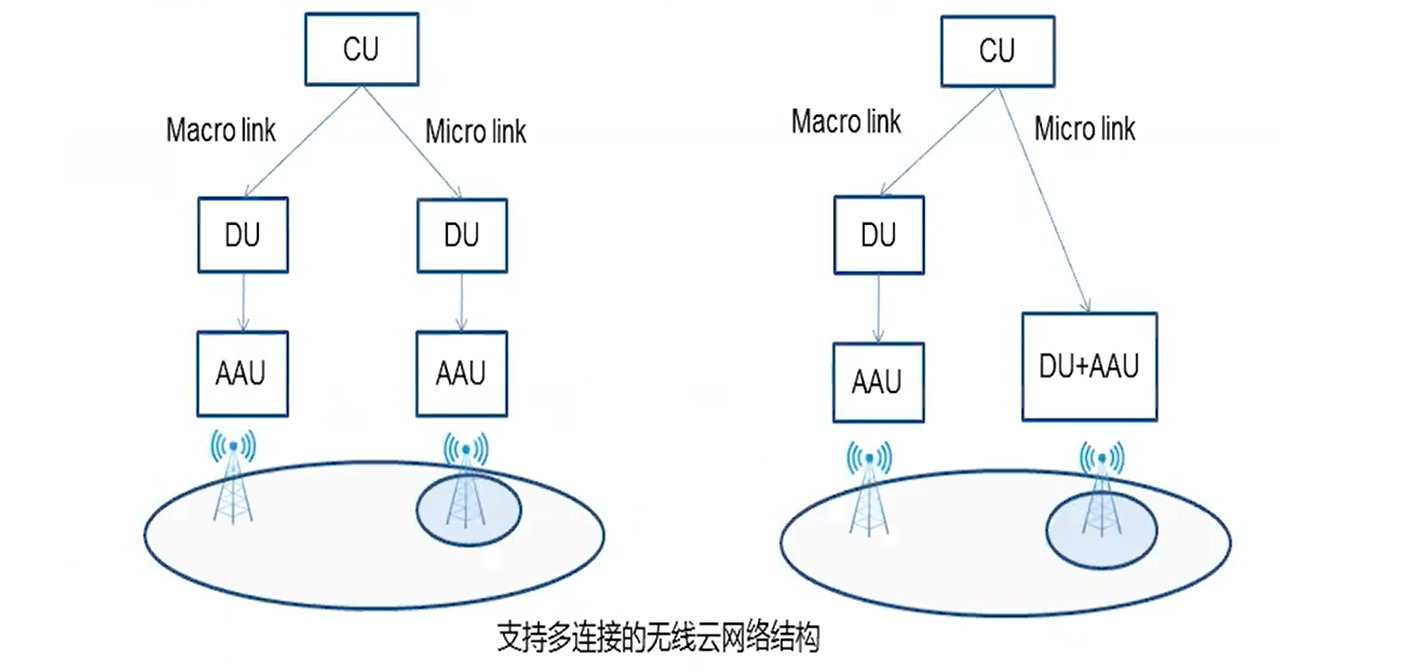 CU
CU
Macro link
Micro link
Macro link
Micro link
DU
DU
DU
AAU
AAU
AAU
DU+AAU
支持多连接的无线云网络结构